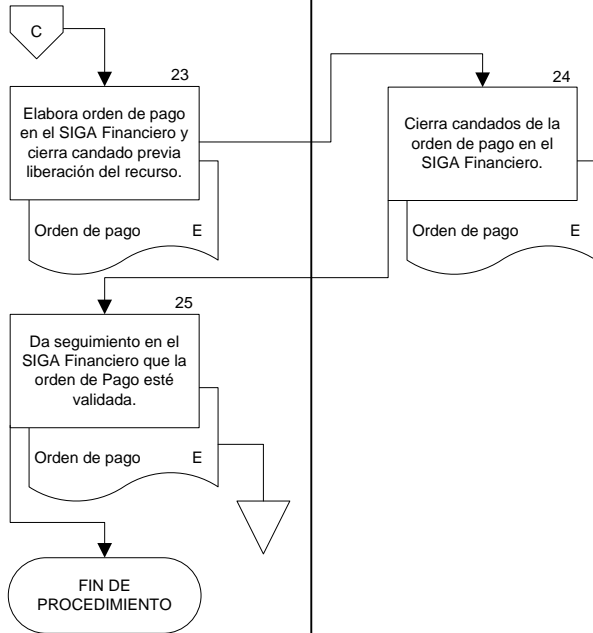 C
23
Elabora orden de pago
en el SIGA Financiero y
cierra candado previa
liberación del recurso.
Orden de pago E
24
Cierra candados de la
orden de pago en el
SIGA Financiero.
Orden de pago E
25
Da seguimiento en el
SIGA Financiero que la
orden de Pago esté
validada.
Orden de pago E
FIN DE
PROCEDIMIENTO